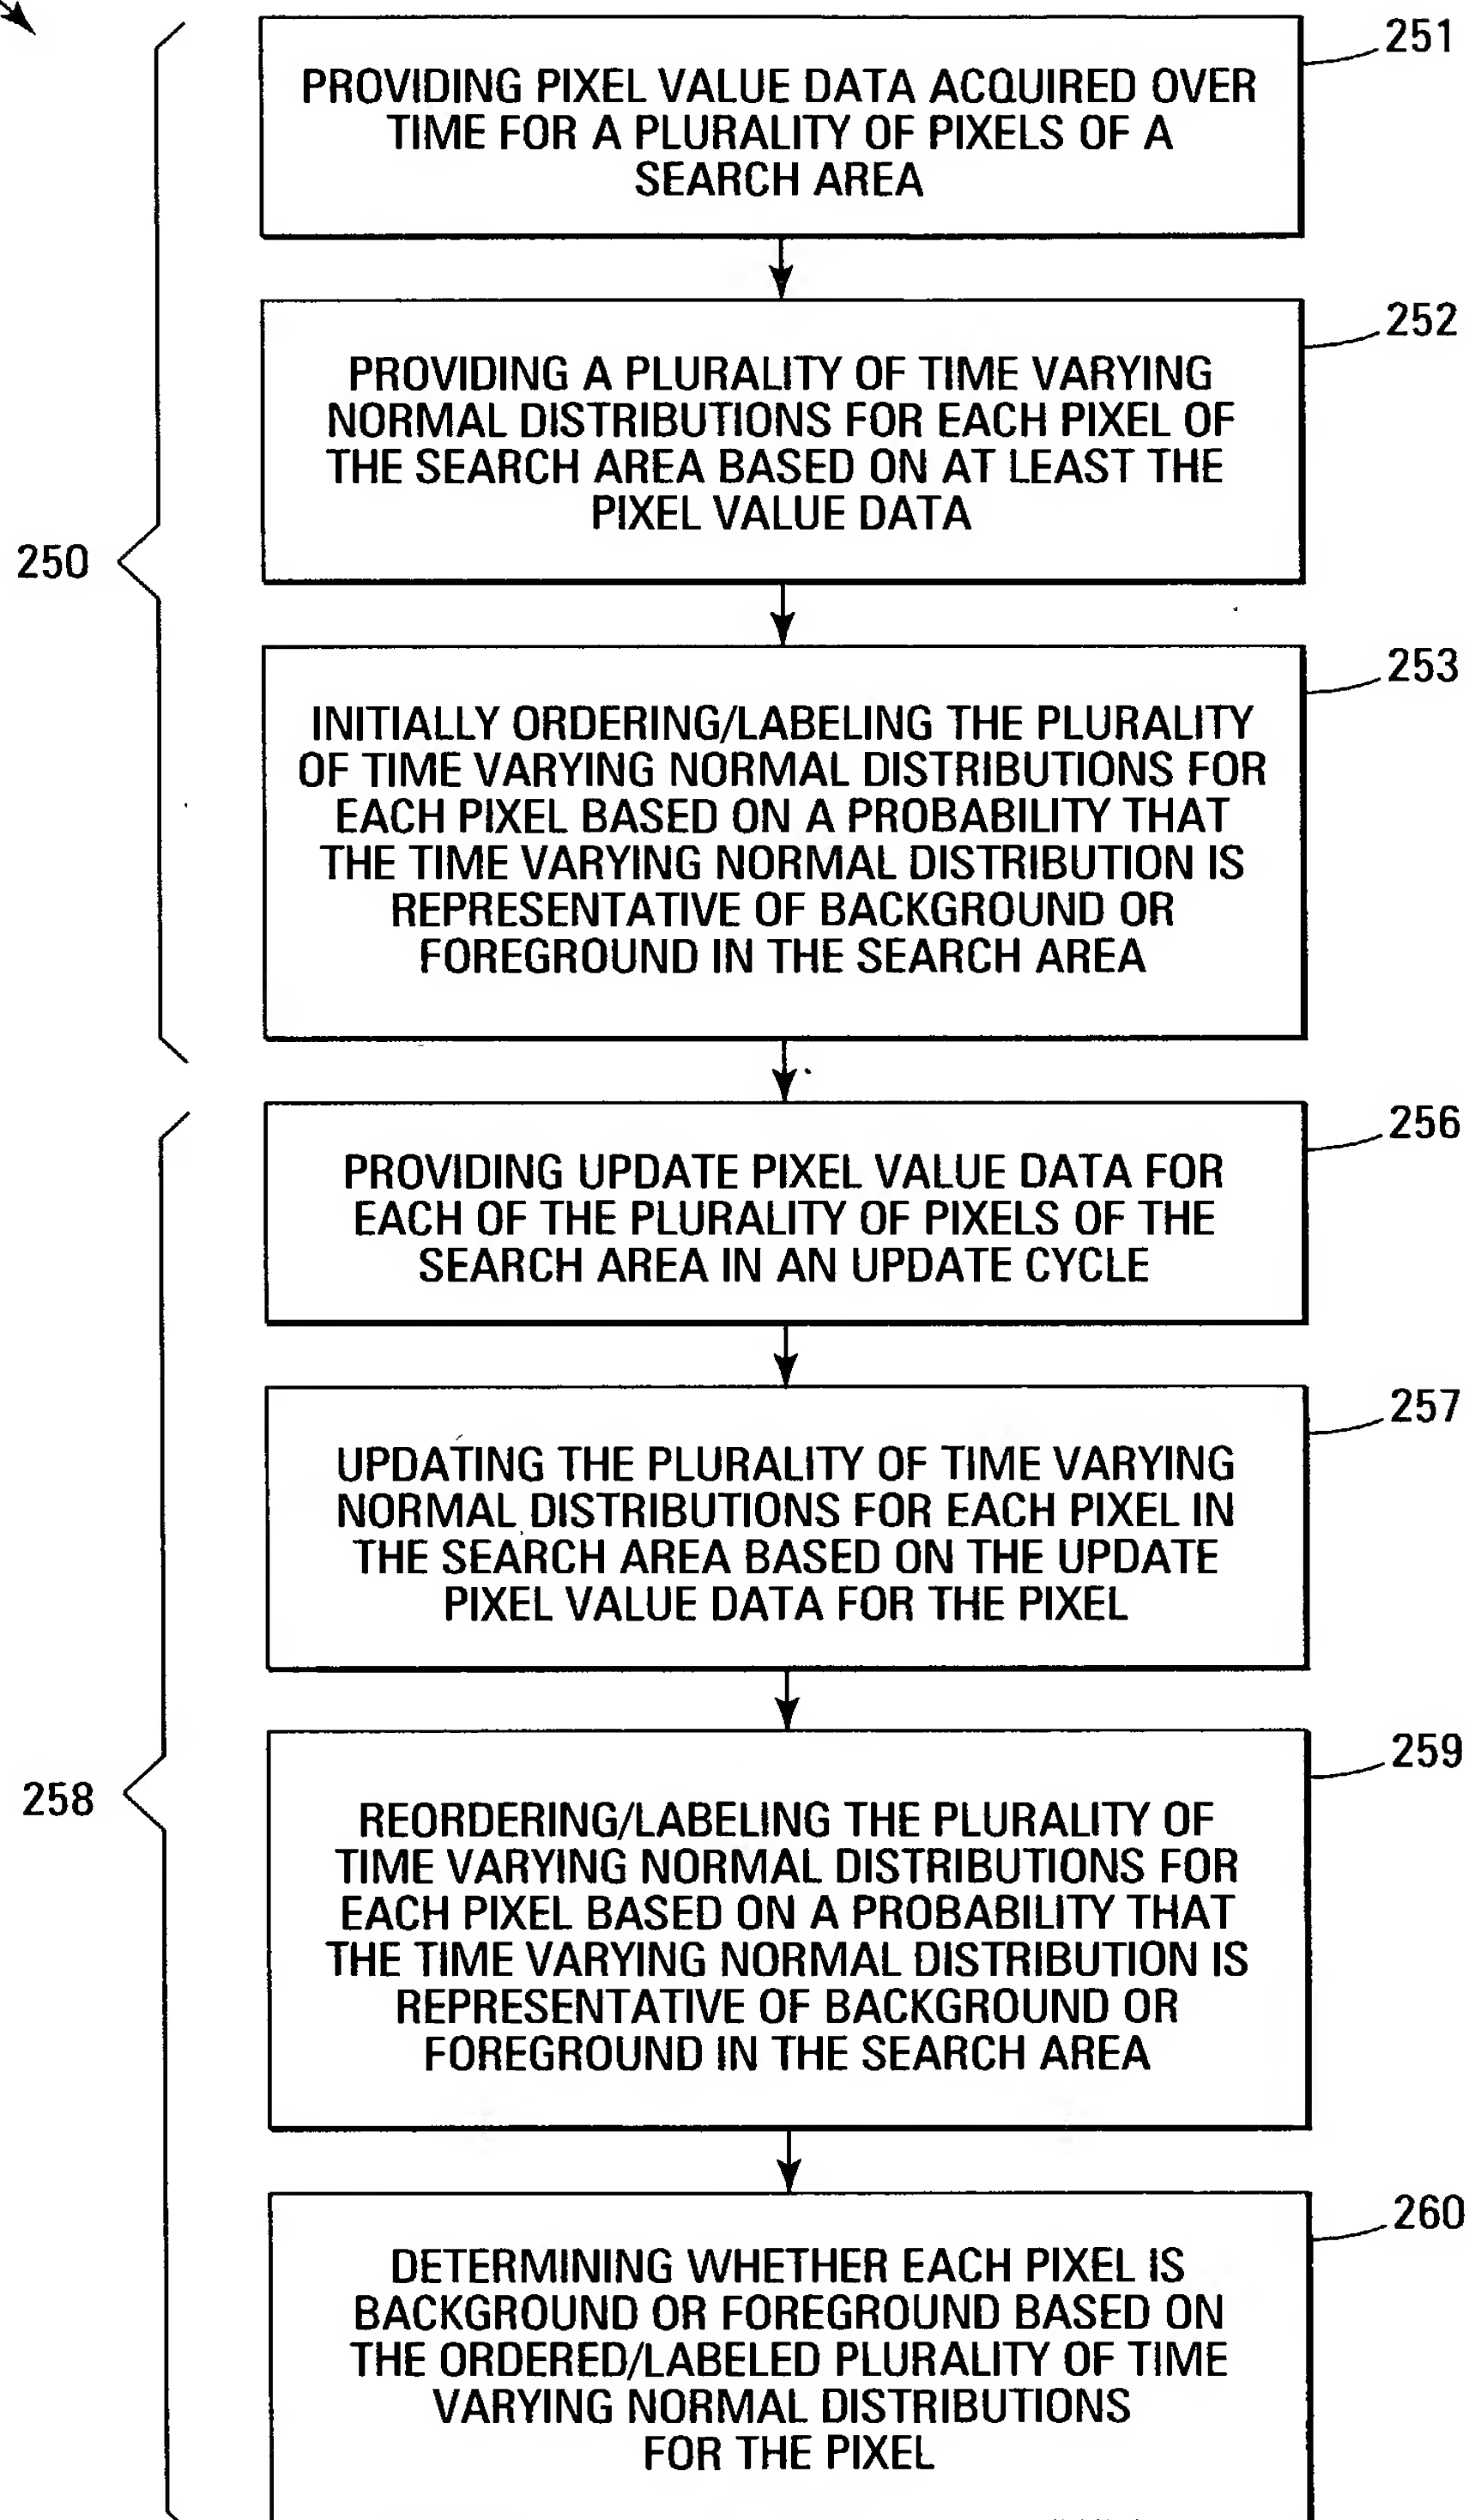 251
PROVIDING PIXEL VALUE DATA ACQUIRED OVER
TIME FOR A PLURALITY OF PIXELS OF A
SEARCH AREA
252
PROVIDING A PLURALITY OF TIME VARYING
NORMAL DISTRIBUTIONS FOR EACH PIXEL OF
THE SEARCH AREA BASED ON AT LEAST THE
PIXEL VALUE DATA
250
253
INITIALLY ORDERING/LABELING THE PLURALITY
OF TIME VARYING NORMAL DISTRIBUTIONS FOR
EACH PIXEL BASED ON A PROBABILITY THAT
THE TIME VARYING NORMAL DISTRIBUTION IS
REPRESENTATIVE OF BACKGROUND OR
FOREGROUND IN THE SEARCH AREA
256
PROVIDING UPDATE PIXEL VALUE DATA FOR
EACH OF THE PLURALITY OF PIXELS OF THE
SEARCH AREA IN AN UPDATE CYCLE
257
UPDATING THE PLURALITY OF TIME VARYING
NORMAL DISTRIBUTIONS FOR EACH PIXEL IN
THE SEARCH AREA BASED ON THE UPDATE
PIXEL VALUE DATA FOR THE PIXEL
259
258
REORDERING/LABELING THE PLURALITY OF
TIME VARYING NORMAL DISTRIBUTIONS FOR
EACH PIXEL BASED ON A PROBABILITY THAT
THE TIME VARYING NORMAL DISTRIBUTION IS
REPRESENTATIVE OF BACKGROUND OR
FOREGROUND IN THE SEARCH AREA
260
DETERMINING WHETHER EACH PIXEL IS
BACKGROUND OR FOREGROUND BASED ON
THE ORDERED/LABELED PLURALITY OF TIME
VARYING NORMAL DISTRIBUTIONS
FOR THE PIXEL